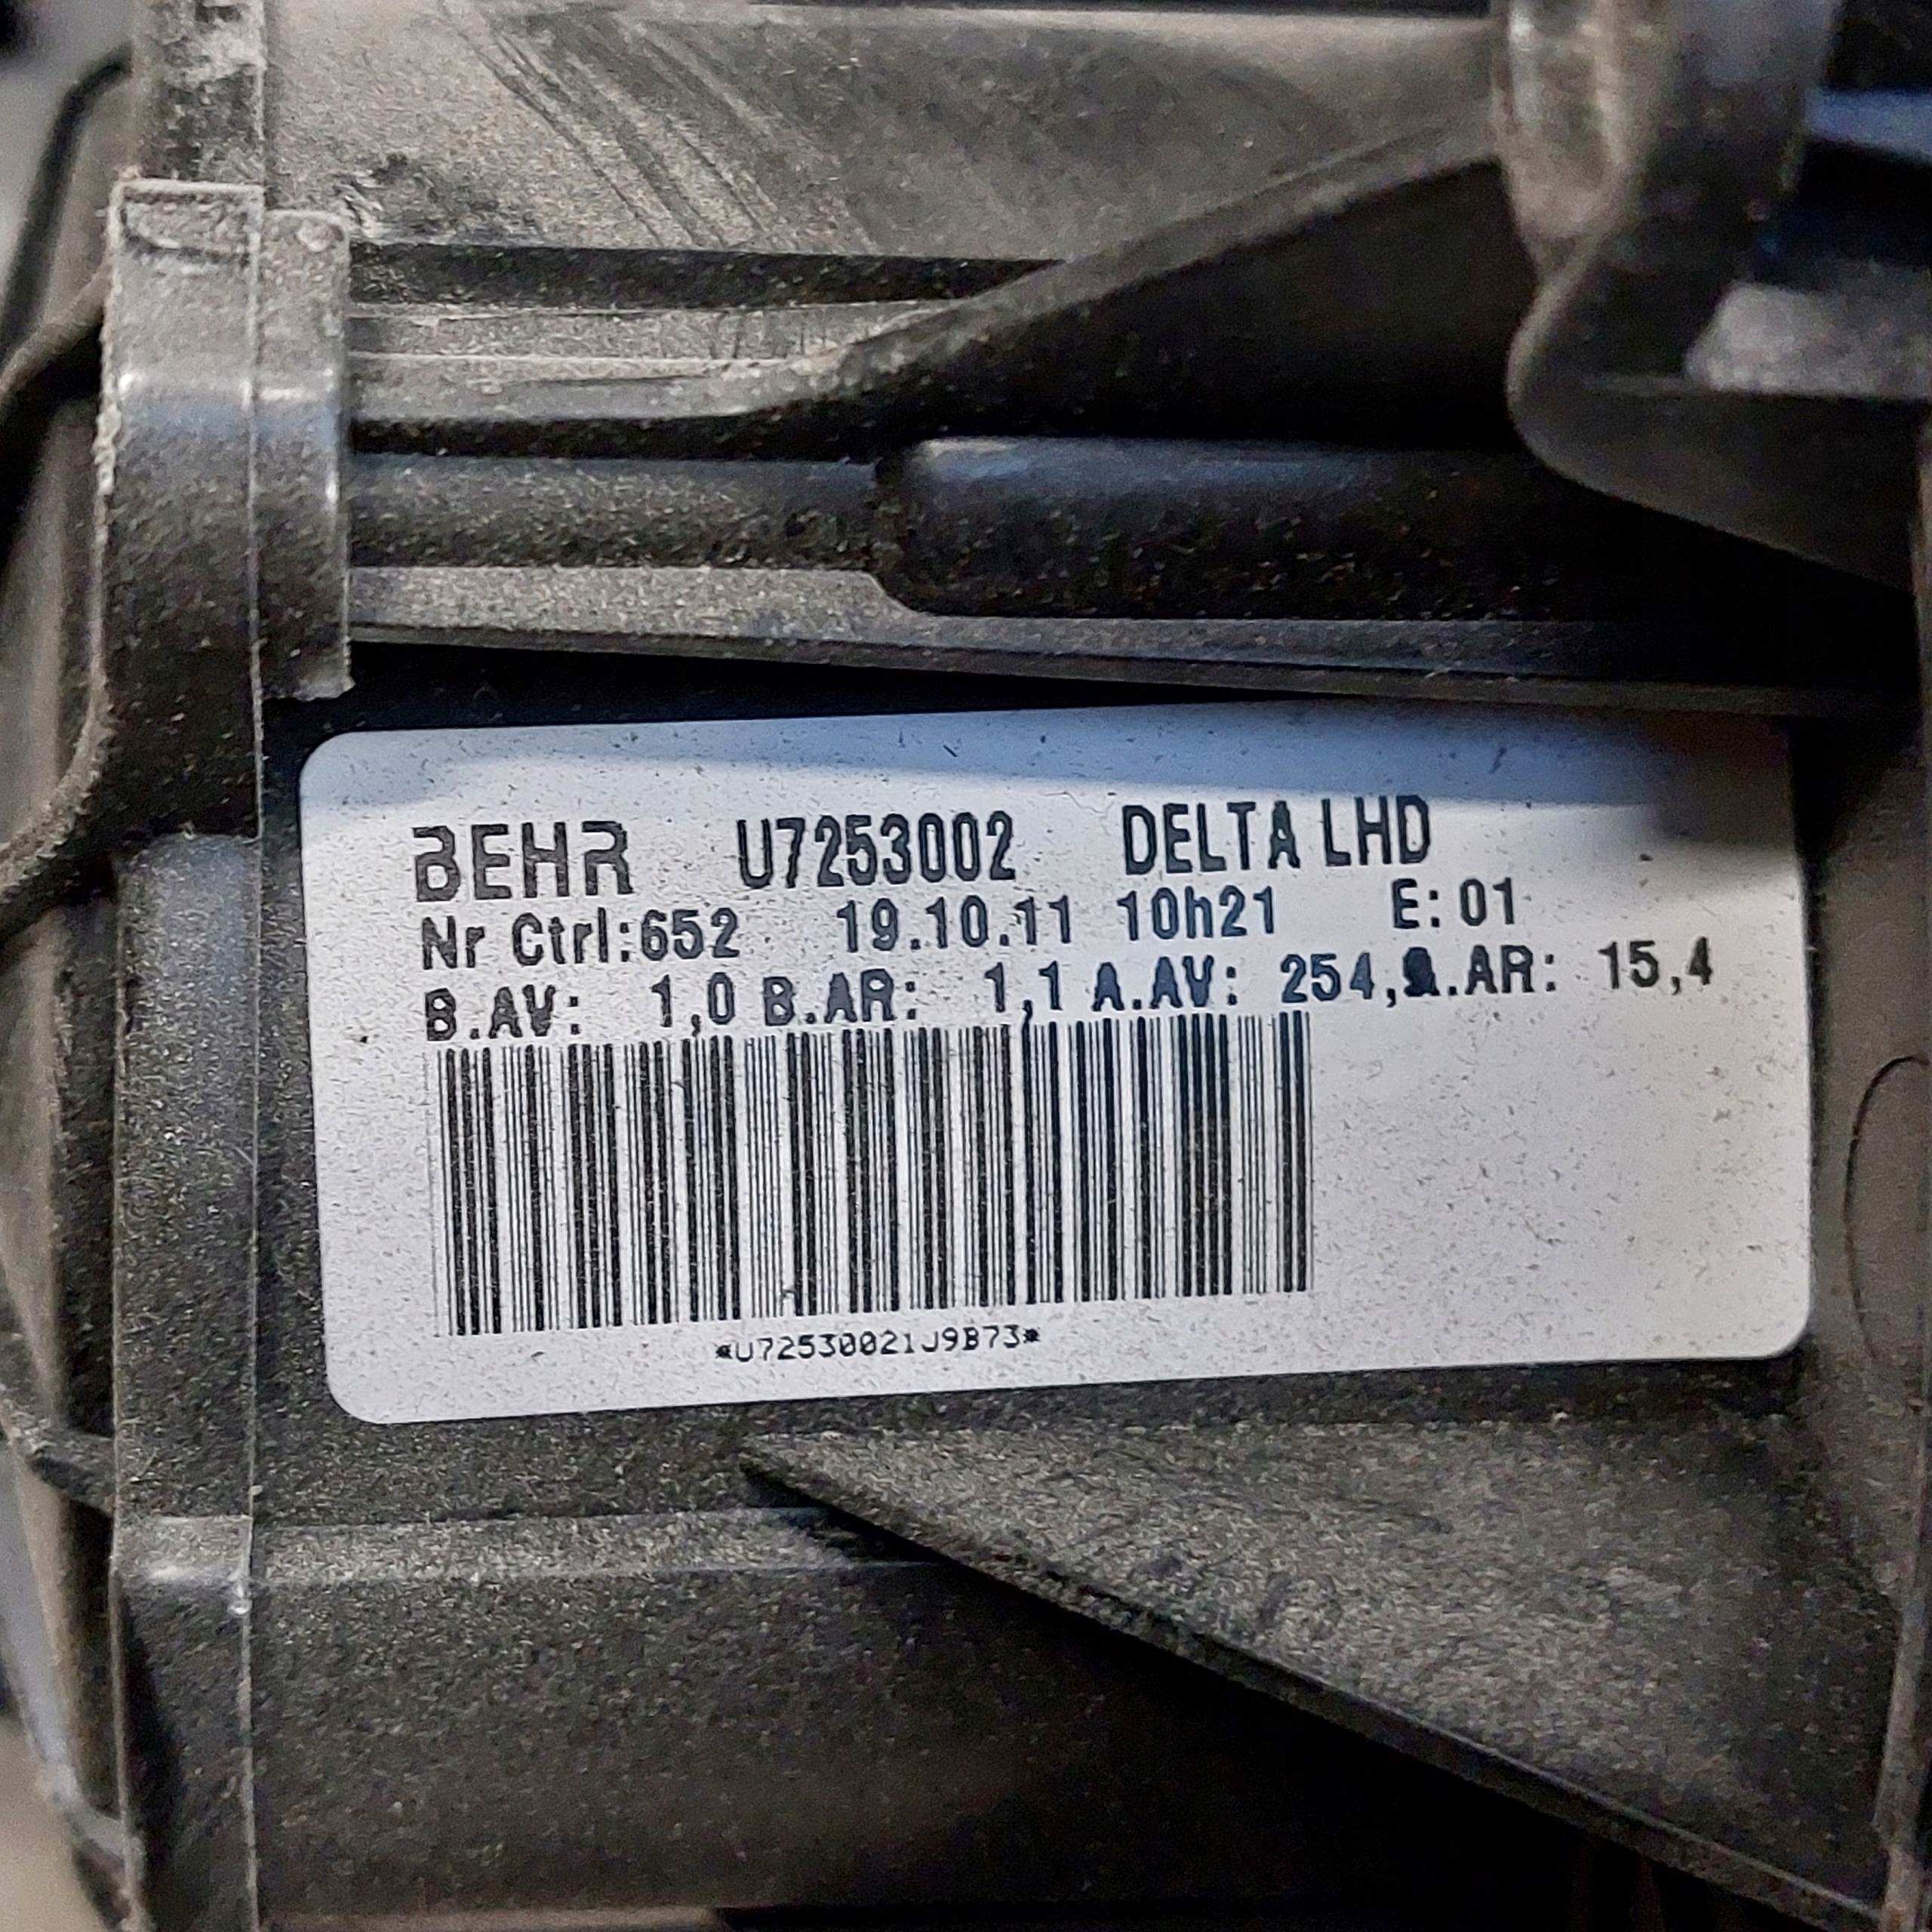 BEHR U7253002 DELTA LHD
Nr Ctrl:652 19.10.11 10h21 E: 01
B.AV: 1,0 B.AR: 1,1 A.AV: 254, .AR: 15,4
*U72530021J9B73*